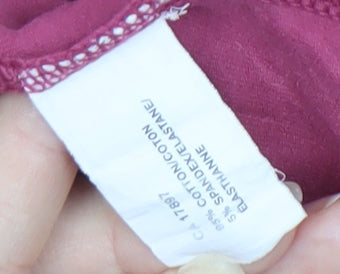 CA 17897
95% COTTON/COTON
5% SPANDEX/ELASTANE/
ELASTHANNE